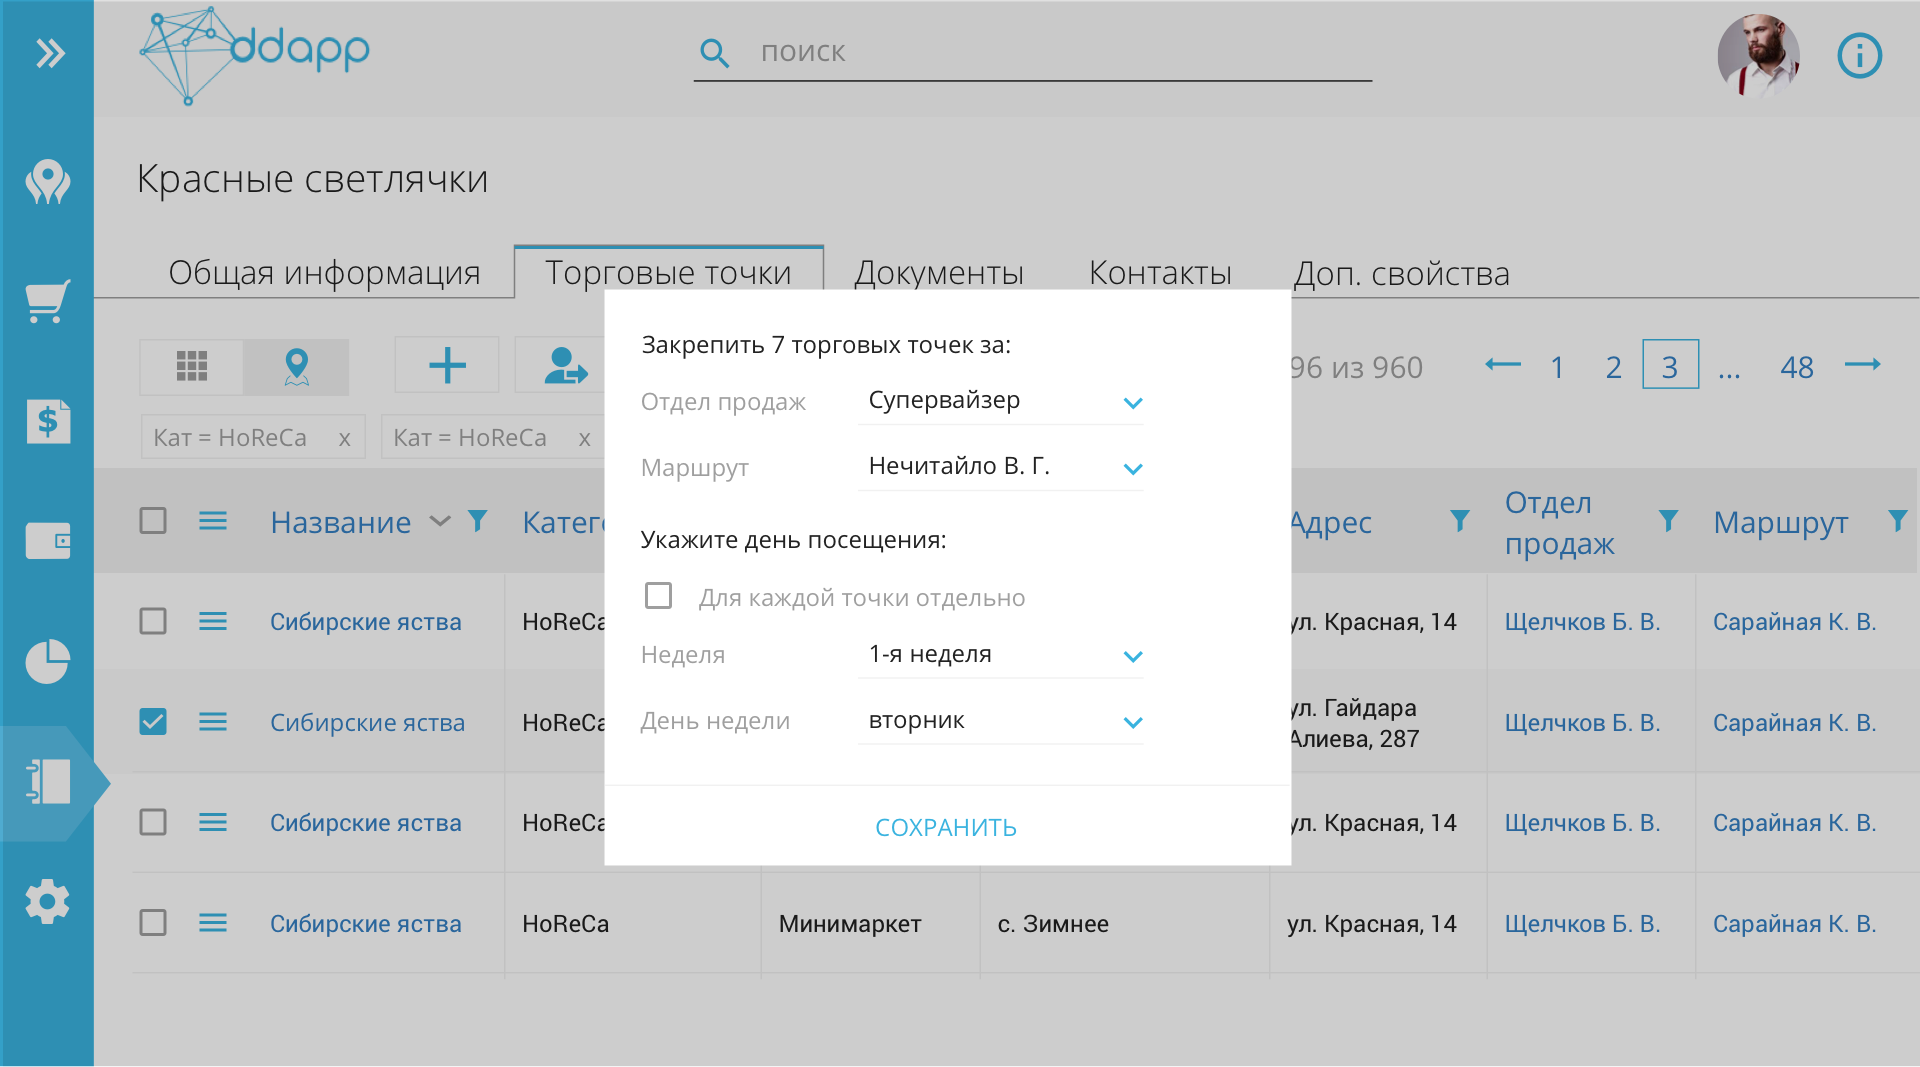 ddapp
поиск
Красные светлячки
Общая информация
Торговые точки
Документы
Контакты
Доп. свойства
96 из 960
1 2 3 ... 48
Кат = HoReCa x
Кат = HoReCa x
Закрепить 7 торговых точек за:
Отдел продаж Супервайзер
Маршрут Нечитайло В. Г.
Укажите день посещения:
Для каждой точки отдельно
Неделя 1-я неделя
День недели вторник
СОХРАНИТЬ
Название Адрес Отдел продаж Маршрут
Сибирские яства HoReCa ул. Красная, 14 Щелчков Б. В. Сарайная К. В.
Сибирские яства HoReCa ул. Гайдара Щелчков Б. В. Сарайная К. В.
Алиева, 287
Сибирские яства HoReCa ул. Красная, 14 Щелчков Б. В. Сарайная К. В.
Сибирские яства HoReCa Минимаркет с. Зимнее ул. Красная, 14 Щелчков Б. В. Сарайная К. В.